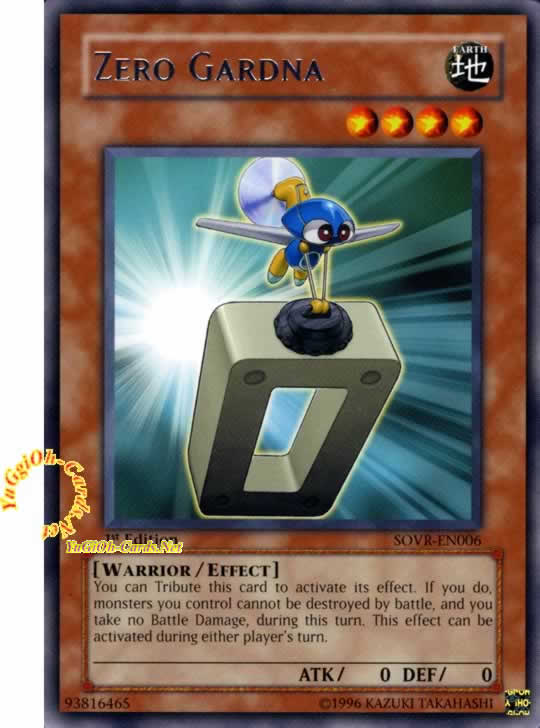 ZERO GARDNA
EARTH
地
YuGgiOh-Cards.Net
1st Edition
SOVR-EN006
YuGiOh-Cards.Net
[WARRIOR/EFFECT]
You can Tribute this card to activate its effect. If you do,
monsters you control cannot be destroyed by battle, and you
take no Battle Damage, during this turn. This effect can be
activated during either player's turn.
ATK/ 0 DEF/ 0
93816465
©1996 KAZUKI TAKAHASHI